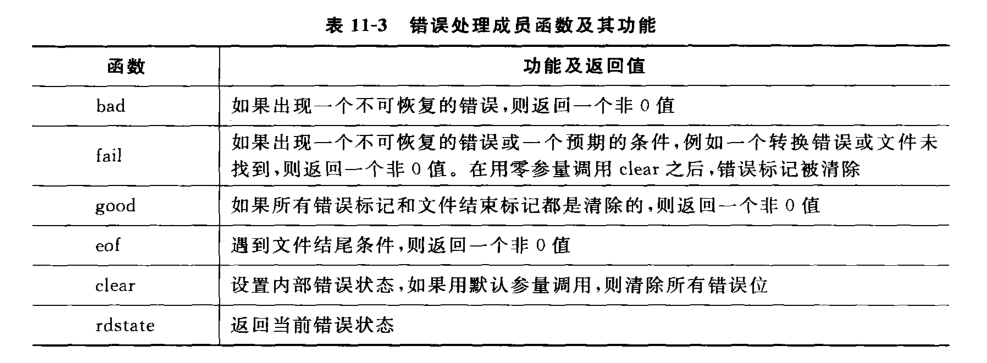 表 11-3 错误处理成员函数及其功能
函数 功能及返回值
bad 如果出现一个不可恢复的错误,则返回一个非 0 值
fail 如果出现一个不可恢复的错误或一个预期的条件,例如一个转换错误或文件未
找到,则返回一个非 0 值。在用零参量调用 clear 之后,错误标记被清除
good 如果所有错误标记和文件结束标记都是清除的,则返回一个非 0 值
eof 遇到文件结尾条件,则返回一个非 0 值
clear 设置内部错误状态,如果用默认参量调用,则清除所有错误位
rdstate 返回当前错误状态